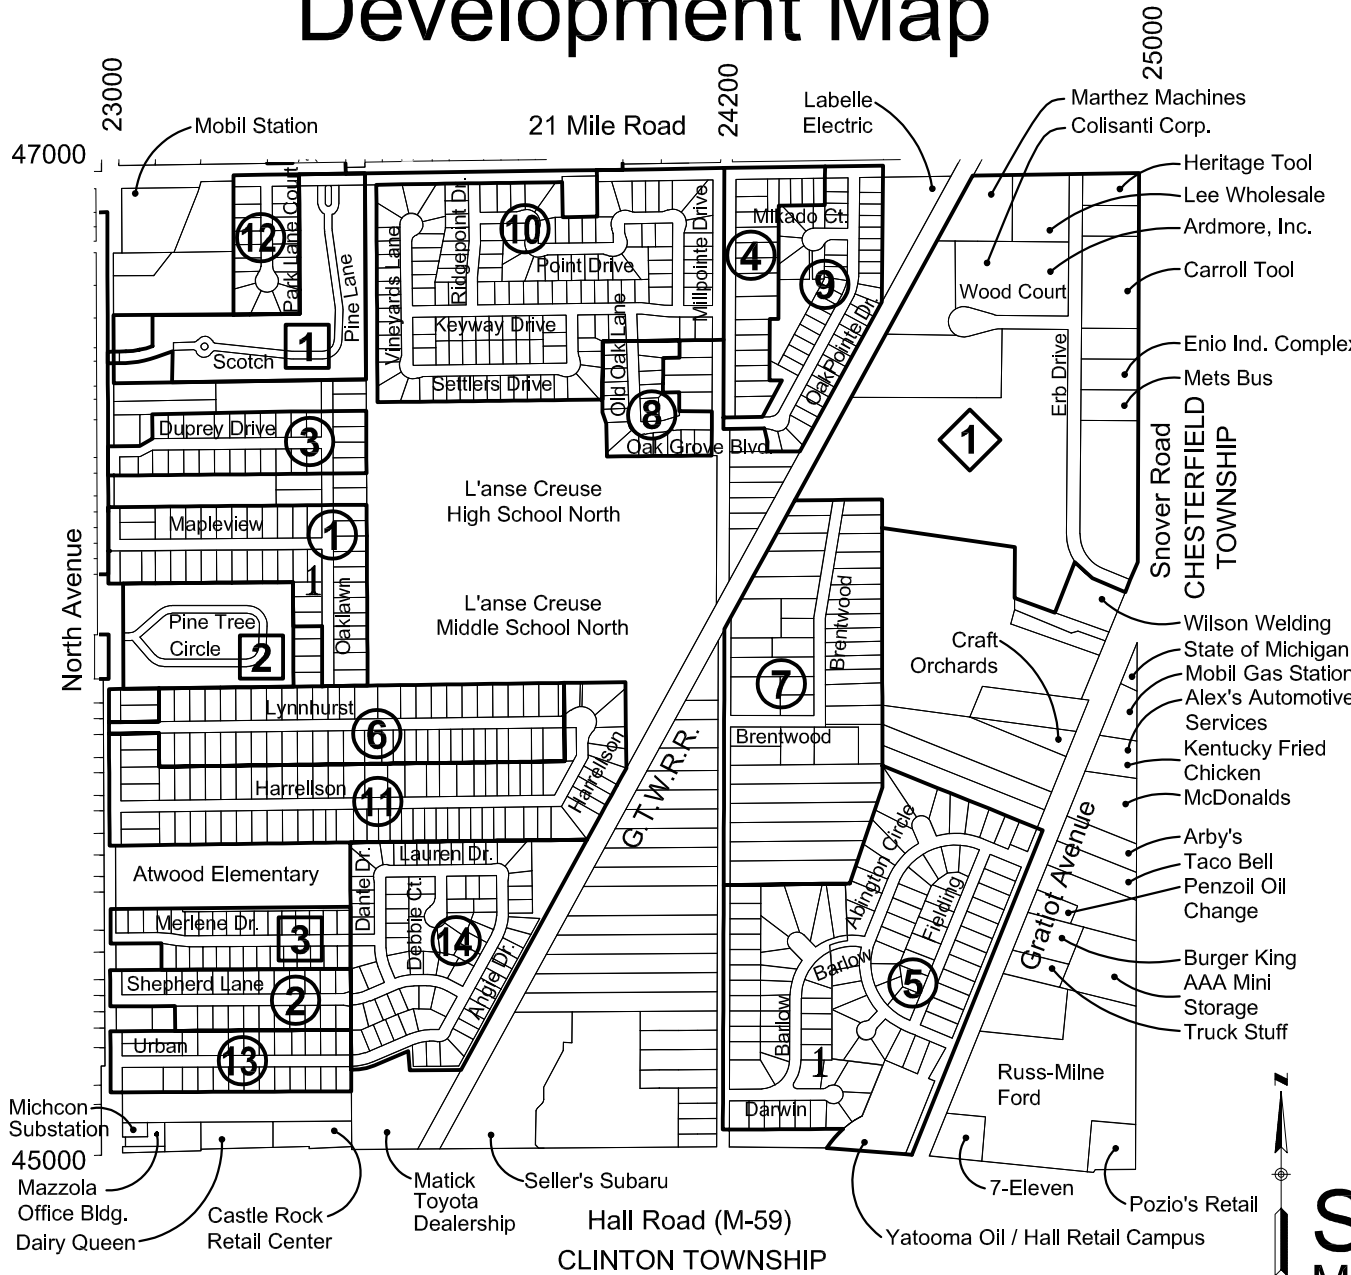 Development Map
23000
24200
25000
47000
Mobil Station
21 Mile Road
Labelle
Electric
Marthez Machines
Colisanti Corp.
Heritage Tool
Lee Wholesale
Ardmore, Inc.
Carroll Tool
Enio Ind. Complex
Mets Bus
Snover Road
CHESTERFIELD
TOWNSHIP
Park Lane Court
12
Pine Lane
Scotch
1
Vineyards Lane
Ridgepoint Dr.
10
Point Drive
Millpointe Drive
Keyway Drive
Settlers Drive
Old Oak Lane
8
Oak Grove Blvd.
Mikado Ct.
4
9
OakPointe Dr.
Wood Court
Erb Drive
1
Duprey Drive
3
Mapleview
1
1
Oaklawn
L'anse Creuse
High School North
L'anse Creuse
Middle School North
North Avenue
Pine Tree
Circle
2
Brentwood
7
Brentwood
Craft
Orchards
Wilson Welding
State of Michigan
Mobil Gas Station
Alex's Automotive
Services
Kentucky Fried
Chicken
McDonalds
Arby's
Taco Bell
Penzoil Oil
Change
Burger King
AAA Mini
Storage
Truck Stuff
Lynnhurst
6
Harrellson
11
Harrellson
G.T.W.R.R.
Gratiot Avenue
Atwood Elementary
Lauren Dr.
Dante Dr.
Debbie Ct.
14
Angle Dr.
Merlene Dr.
3
Shepherd Lane
2
Urban
13
Abington Circle
Fielding
Barlow
5
Barlow
1
Darwin
Russ-Milne
Ford
Michcon
Substation
45000
Mazzola
Office Bldg.
Dairy Queen
Castle Rock
Retail Center
Matick
Toyota
Dealership
Seller's Subaru
Hall Road (M-59)
CLINTON TOWNSHIP
7-Eleven
Pozio's Retail
Yatooma Oil / Hall Retail Campus
z
S